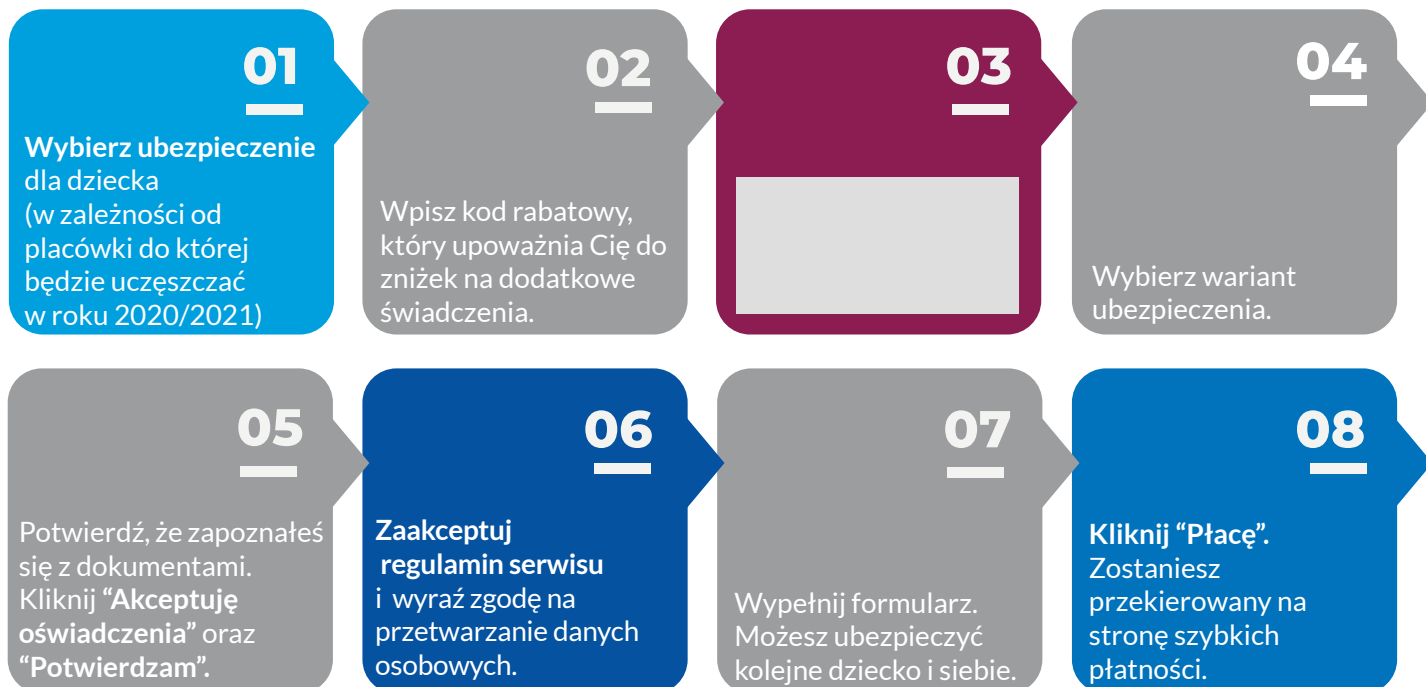 01
Wybierz ubezpieczenie
dla dziecka
(w zależności od
placówki do której
będzie uczęszczać
w roku 2020/2021)
02
Wpisz kod rabatowy,
który upoważnia Cię do
zniżek na dodatkowe
świadczenia.
03
04
Wybierz wariant
ubezpieczenia.
05
Potwierdź, że zapoznałeś
się z dokumentami.
Kliknij “Akceptuję
oświadczenia” oraz
“Potwierdzam”.
06
Zaakceptuj
regulamin serwisu
i wyraź zgodę na
przetwarzanie danych
osobowych.
07
Wypełnij formularz.
Możesz ubezpieczyć
kolejne dziecko i siebie.
08
Kliknij “Płacę”.
Zostaniesz
przekierowany na
stronę szybkich
płatności.